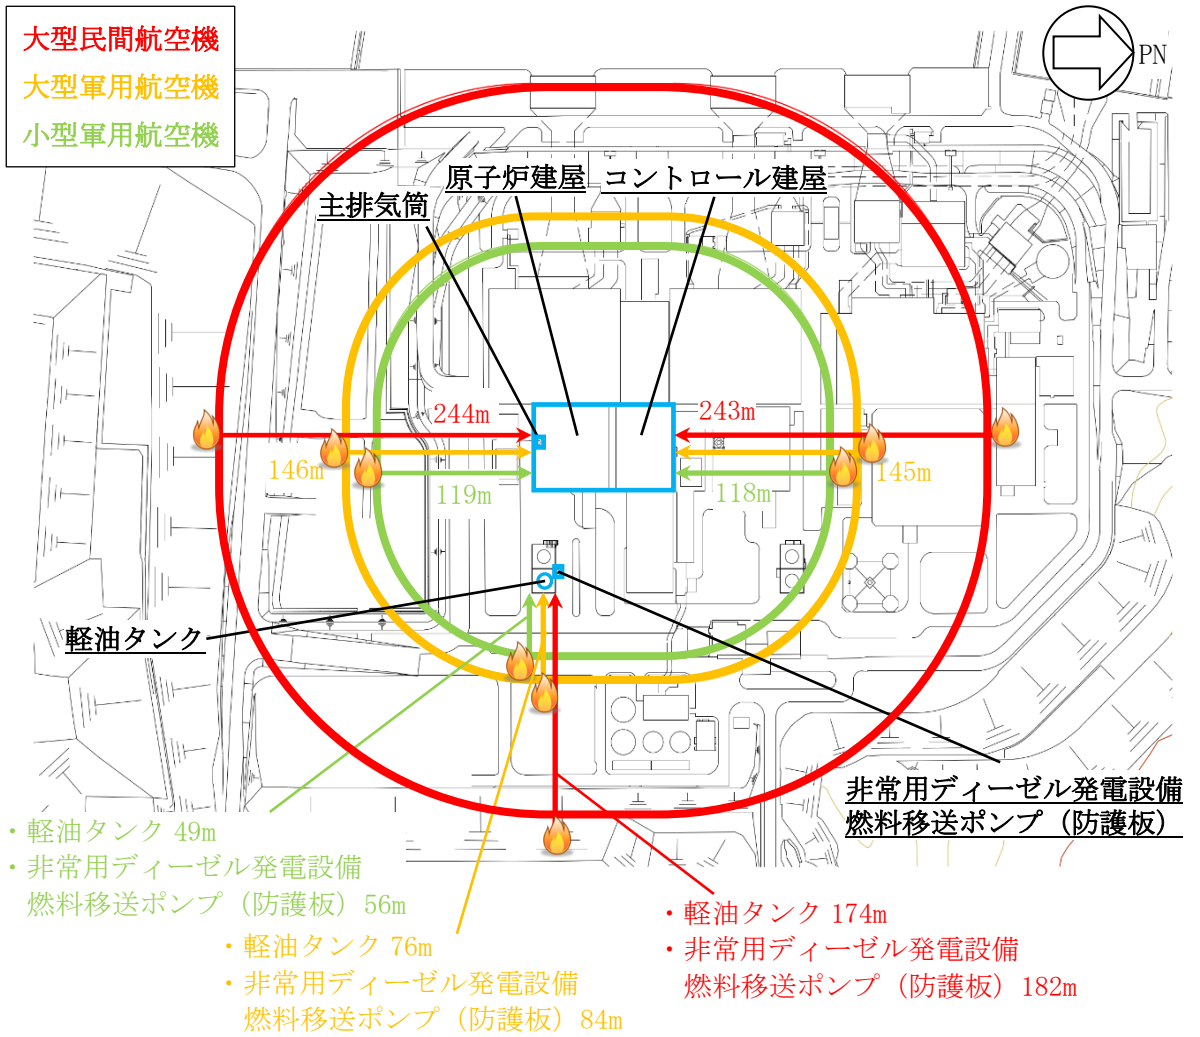 大型民間航空機
大型軍用航空機
小型軍用航空機
PN
原子炉建屋
コントロール建屋
主排気筒
244m
243m
146m
145m
119m
118m
軽油タンク
非常用ディーゼル発電設備
燃料移送ポンプ（防護板）
・軽油タンク 49m
・非常用ディーゼル発電設備
燃料移送ポンプ（防護板）56m
・軽油タンク 76m
・非常用ディーゼル発電設備
燃料移送ポンプ（防護板）84m
・軽油タンク 174m
・非常用ディーゼル発電設備
燃料移送ポンプ（防護板）182m